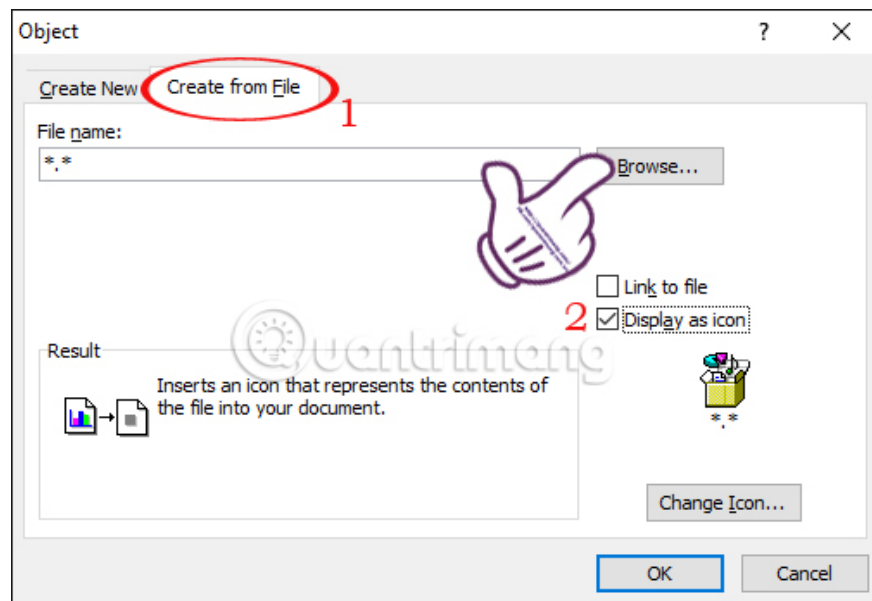 Object
?
Create New
Create from File
1
File name:
*.*
Browse...
Link to file
2
Display as icon
Quantrimang
Result
Inserts an icon that represents the contents of
the file into your document.
*.*
Change Icon...
OK
Cancel